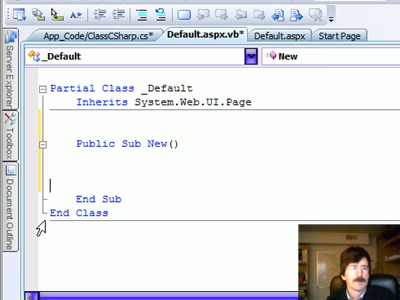 App_Code/ClassCSharp.cs* Default.aspx.vb* Default.aspx Start Page
_Default New
Server Explorer
Toolbox
Document Outline
Partial Class _Default
Inherits System.Web.UI.Page
Public Sub New()
End Sub
End Class